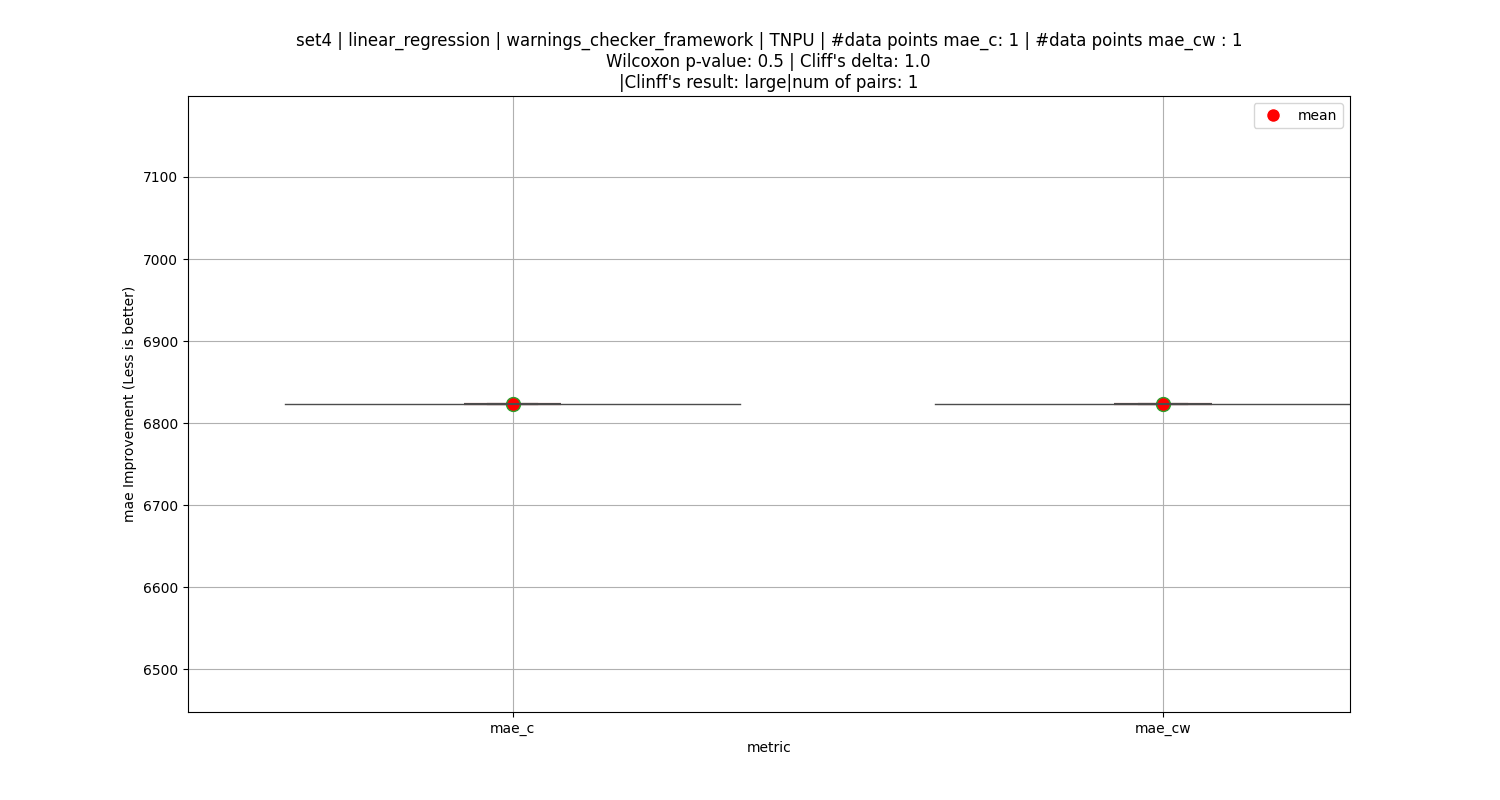 set4 | linear_regression | warnings_checker_framework | TNPU | #data points mae_c: 1 | #data points mae_cw : 1
Wilcoxon p-value: 0.5 | Cliff's delta: 1.0
|Clinff's result: large|num of pairs: 1
mean
7100
7000
6900
6800
6700
6600
6500
mae Improvement (Less is better)
mae_c
mae_cw
metric